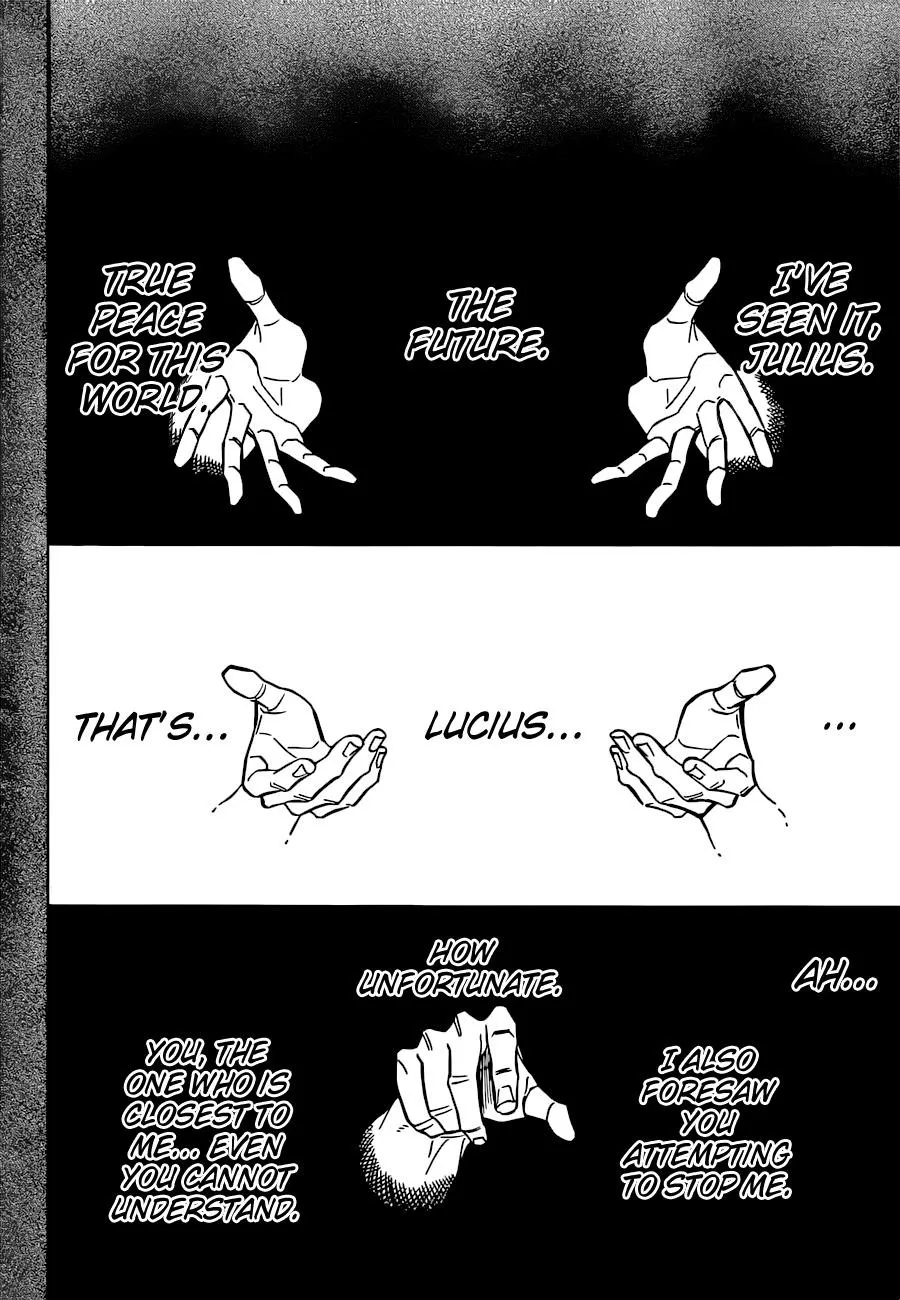 I'VE
SEEN IT,
JULIUS.
THE
FUTURE.
TRUE
PEACE
FOR THIS
WORLD.
...
LUCIUS...
THAT'S...
AH...
HOW
UNFORTUNATE.
I ALSO
FORESAW
YOU
ATTEMPTING
TO STOP ME.
YOU, THE
ONE WHO IS
CLOSEST TO
ME... EVEN
YOU CANNOT
UNDERSTAND.